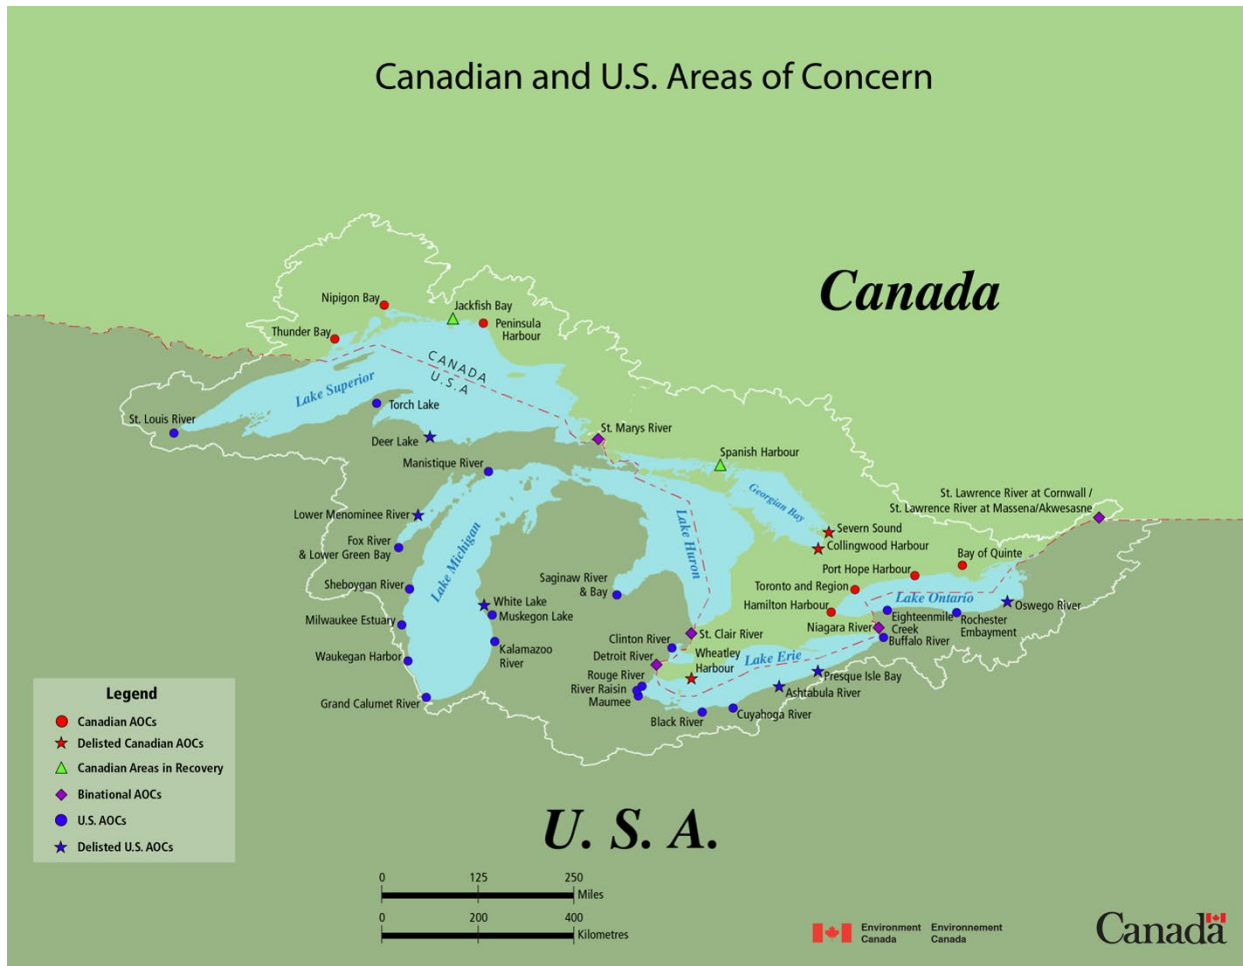 Canadian and U.S. Areas of Concern
Canada
Nipigon Bay
Jackfish Bay
Thunder Bay
Peninsula
Harbour
CANADA
U.S.A
Lake Superior
St. Louis River
Torch Lake
Deer Lake
St. Marys River
Manistique River
Spanish Harbour
Georgian Bay
St. Lawrence River at Cornwall /
St. Lawrence River at Massena/Akwesasne
Lower Menominee River
Fox River
& Lower Green Bay
Lake Michigan
Lake Huron
Severn Sound
Collingwood Harbour
Bay of Quinte
Port Hope Harbour
Saginaw River
& Bay
Sheboygan River
Toronto and Region
Lake Ontario
White Lake
Muskegon Lake
Hamilton Harbour
Oswego River
Milwaukee Estuary
Niagara River
Eighteenmile
Creek
Rochester
Embayment
Buffalo River
Clinton River
St. Clair River
Kalamazoo
River
Waukegan Harbor
Detroit River
Wheatley
Harbour
Lake Erie
Rouge River
River Raisin
Maumee
Presque Isle Bay
Ashtabula River
Grand Calumet River
Black River
Cuyahoga River
Legend
Canadian AOCs
Delisted Canadian AOCs
Canadian Areas in Recovery
Binational AOCs
U.S. AOCs
Delisted U.S. AOCs
U. S. A.
0 125 250
Miles
0 200 400
Kilometres
Environment Environnement
Canada Canada
Canada